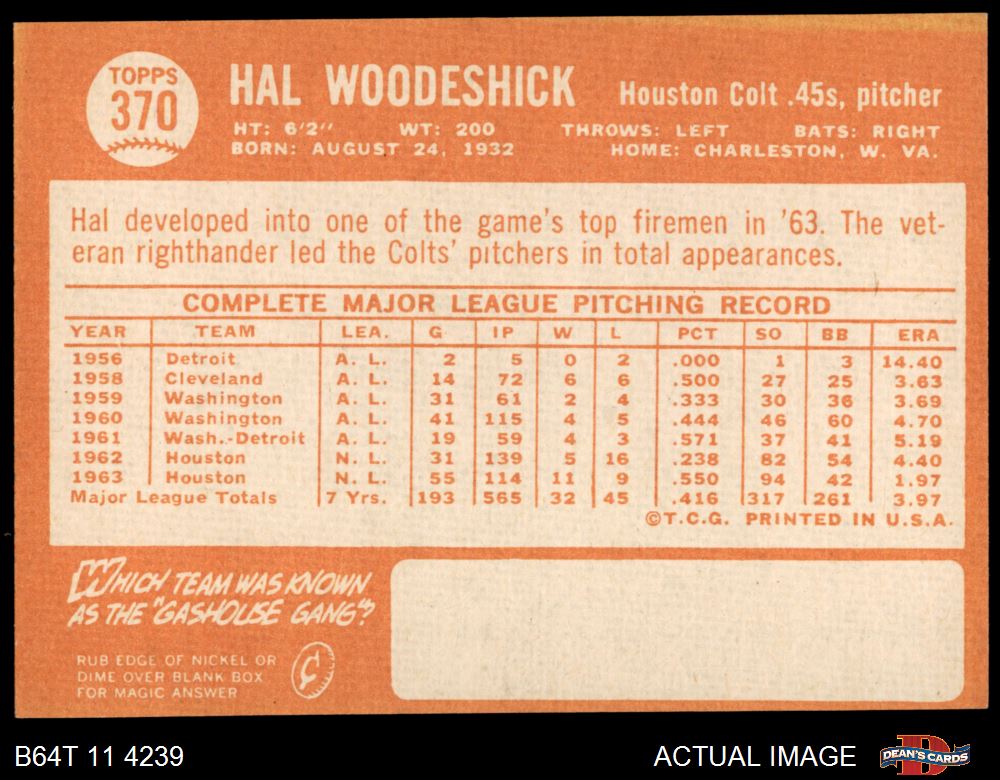 TOPPS
370
HAL WOODESHICK
Houston Colt .45s, pitcher
HT: 6'2" WT: 200 THROWS: LEFT BATS: RIGHT
BORN: AUGUST 24, 1932 HOME: CHARLESTON, W. VA.
Hal developed into one of the game's top firemen in '63. The vet-
eran righthander led the Colts' pitchers in total appearances.
COMPLETE MAJOR LEAGUE PITCHING RECORD
YEAR TEAM LEA. G IP W L PCT SO BB ERA
1956 Detroit A. L. 2 5 0 2 .000 1 3 14.40
1958 Cleveland A. L. 14 72 6 6 .500 27 25 3.63
1959 Washington A. L. 31 61 2 4 .333 30 36 3.69
1960 Washington A. L. 41 115 4 5 .444 46 60 4.70
1961 Wash.-Detroit A. L. 19 59 4 3 .571 37 41 5.19
1962 Houston N. L. 31 139 5 16 .238 82 54 4.40
1963 Houston N. L. 55 114 11 9 .550 94 42 1.97
Major League Totals 7 Yrs. 193 565 32 45 .416 317 261 3.97
©T.C.G. PRINTED IN U.S.A.
WHICH TEAM WAS KNOWN
AS THE "GASHOUSE GANG"?
RUB EDGE OF NICKEL OR
DIME OVER BLANK BOX
FOR MAGIC ANSWER
¢
B64T 11 4239
ACTUAL IMAGE
D
DEAN'S CARDS